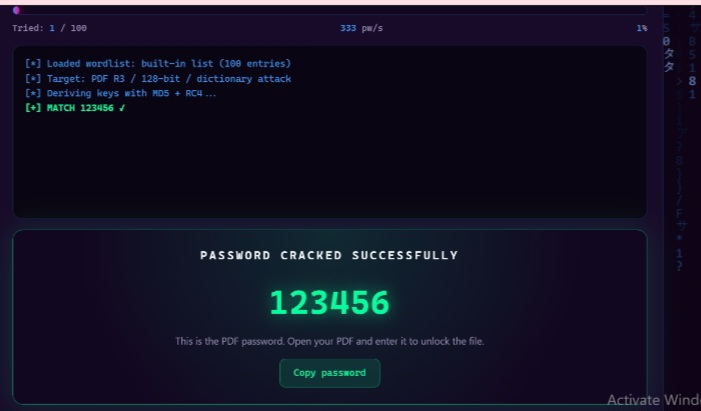 Tried: 1 / 100
333 pw/s
1%
[*] Loaded wordlist: built-in list (100 entries)
[*] Target: PDF R3 / 128-bit / dictionary attack
[*] Deriving keys with MD5 + RC4...
[+] MATCH 123456 ✓
PASSWORD CRACKED SUCCESSFULLY
123456
This is the PDF password. Open your PDF and enter it to unlock the file.
Copy password
Activate Wind